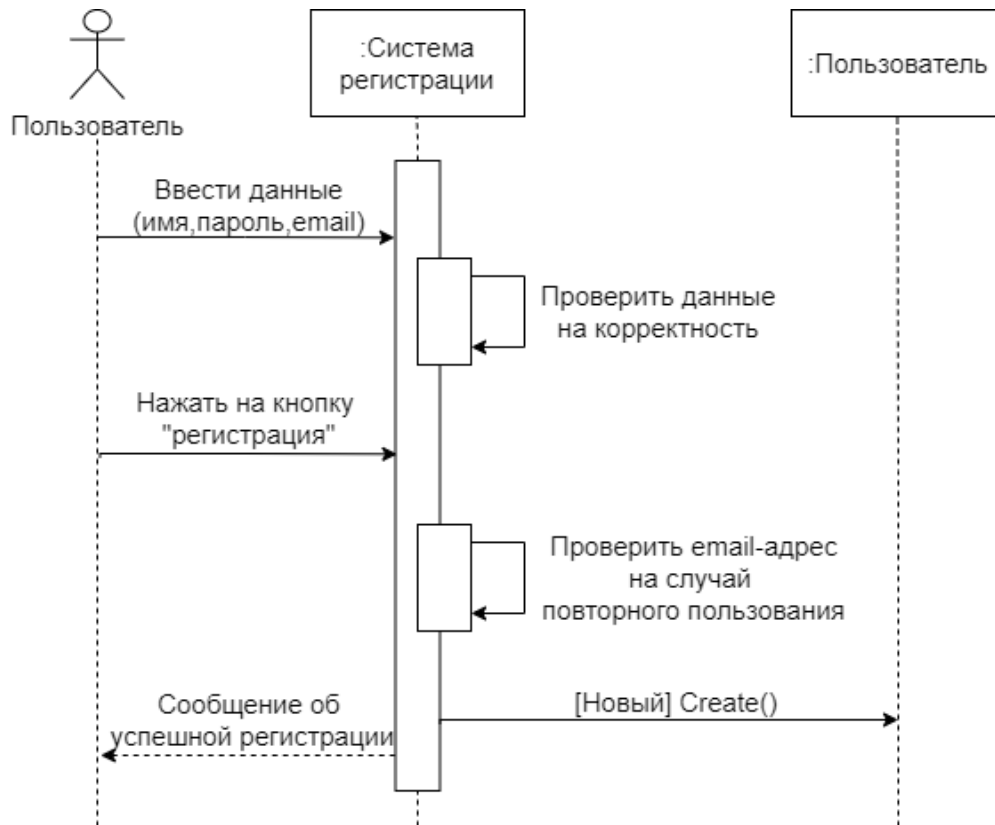 :Система
регистрации
:Пользователь
Пользователь
Ввести данные
(имя,пароль,email)
Проверить данные
на корректность
Нажать на кнопку
"регистрация"
Проверить email-адрес
на случай
повторного пользования
[Новый] Create()
Сообщение об
успешной регистрации